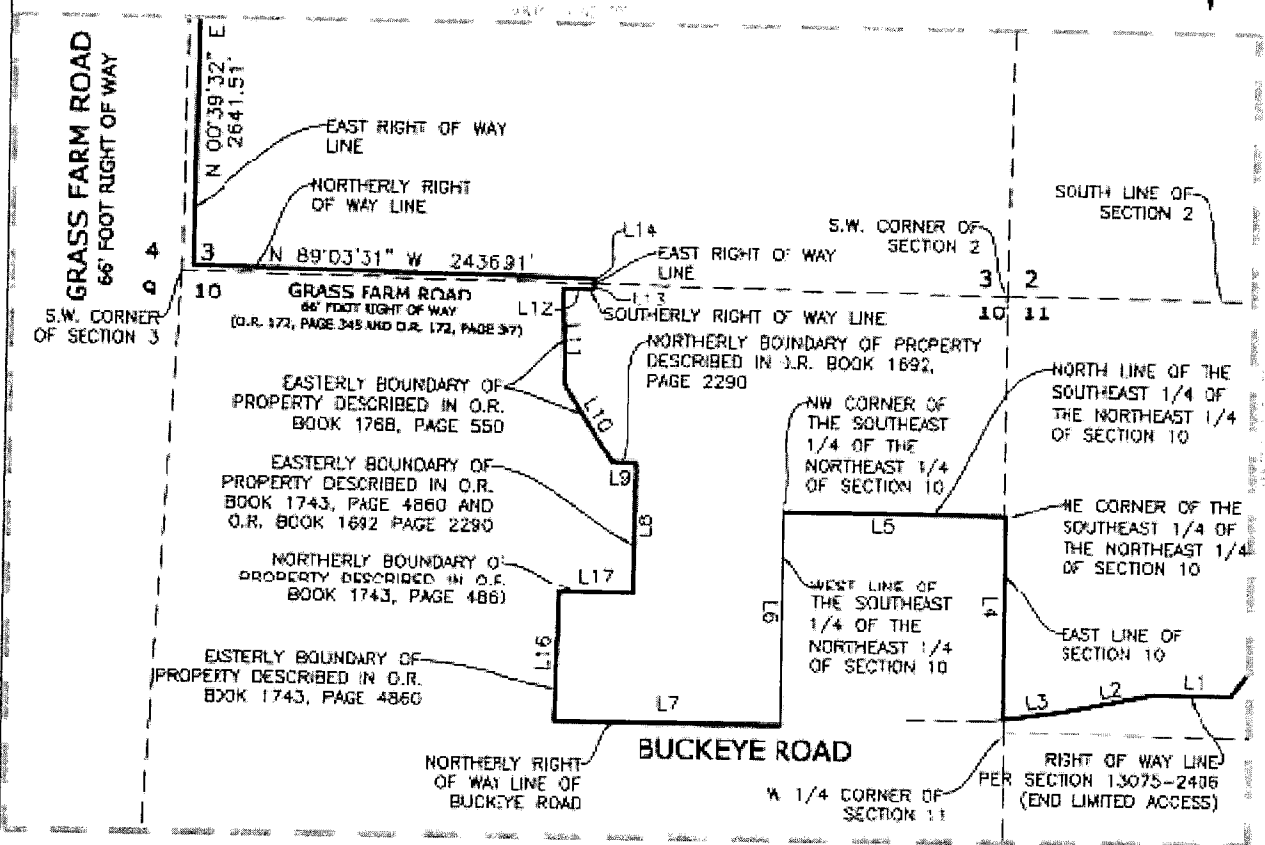 GRASS FARM ROAD
66' FOOT RIGHT OF WAY
N 00°39'32" E
2641.51'
EAST RIGHT OF WAY
LINE
NORTHERLY RIGHT
OF WAY LINE
4
3
9
10
S.W. CORNER
OF SECTION 3
N 89°03'31" W 2436.91'
GRASS FARM ROAD
66' FOOT RIGHT OF WAY
L14
EAST RIGHT OF WAY
LINE
L13
SOUTHERLY RIGHT OF WAY LINE
L12
L11
S.W. CORNER OF
SECTION 2
SOUTH LINE OF
SECTION 2
3
2
10
11
NORTHERLY BOUNDARY OF PROPERTY
DESCRIBED IN O.R. BOOK 1692,
PAGE 2290
EASTERLY BOUNDARY OF
PROPERTY DESCRIBED IN O.R.
BOOK 1768, PAGE 550
L10
L9
EASTERLY BOUNDARY OF
PROPERTY DESCRIBED IN O.R.
BOOK 1743, PAGE 4860 AND
O.R. BOOK 1692 PAGE 2290
L8
NORTHERLY BOUNDARY OF
PROPERTY DESCRIBED IN O.R.
BOOK 1743, PAGE
L17
L16
EASTERLY BOUNDARY OF
PROPERTY DESCRIBED IN O.R.
BOOK 1743, PAGE 4860
L7
NORTHERLY RIGHT
OF WAY LINE OF
BUCKEYE ROAD
BUCKEYE ROAD
NW CORNER OF
THE SOUTHEAST
1/4 OF THE
NORTHEAST 1/4
OF SECTION 10
L5
L6
WEST LINE OF
THE SOUTHEAST
1/4 OF THE
NORTHEAST 1/4
OF SECTION 10
NORTH LINE OF THE
SOUTHEAST 1/4 OF
THE NORTHEAST 1/4
OF SECTION 10
NE CORNER OF THE
SOUTHEAST 1/4 OF
THE NORTHEAST 1/4
OF SECTION 10
L4
EAST LINE OF
SECTION 10
L3
L2
L1
RIGHT OF WAY LINE
PER SECTION 13075-2406
(END LIMITED ACCESS)
W 1/4 CORNER OF
SECTION 11